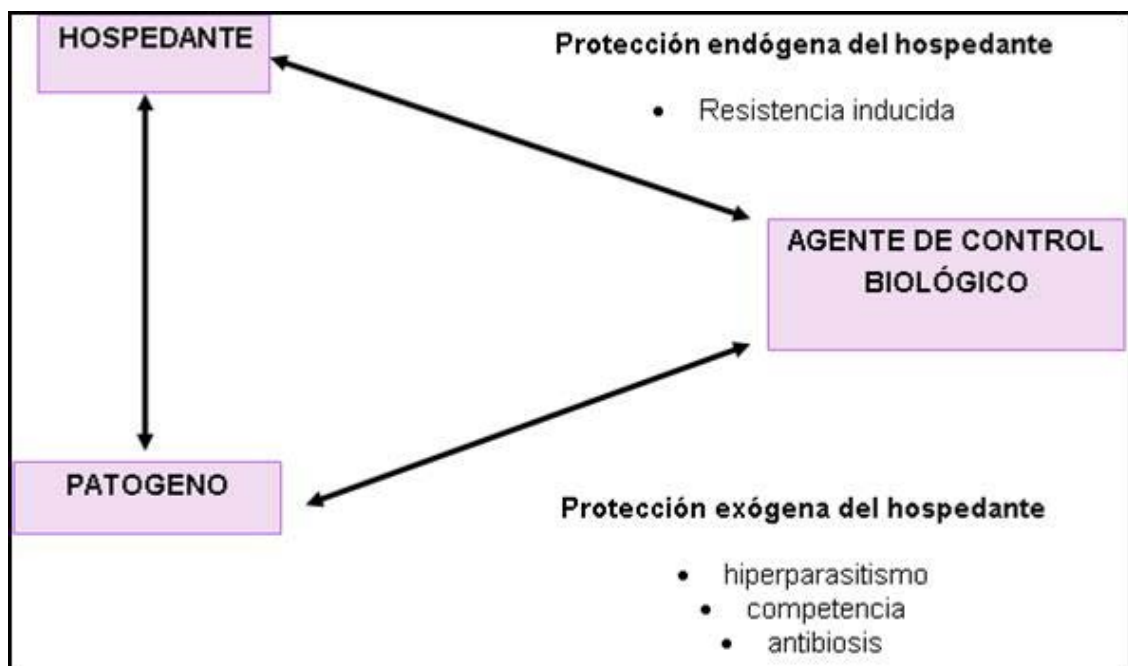 HOSPEDANTE
Protección endógena del hospedante
• Resistencia inducida
AGENTE DE CONTROL
BIOLÓGICO
PATOGENO
Protección exógena del hospedante
• hiperparasitismo
• competencia
• antibiosis